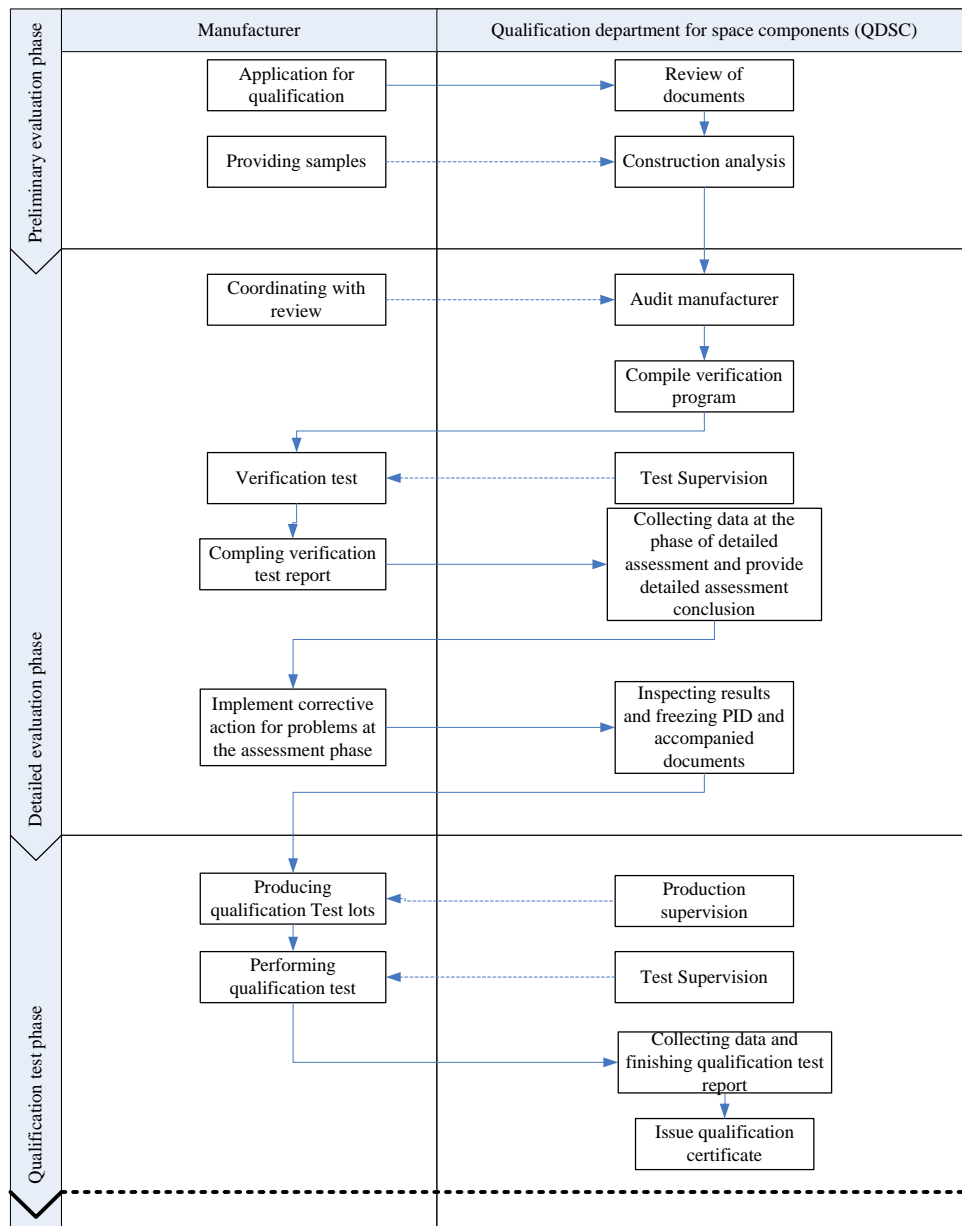 Manufacturer
Qualification department for space components (QDSC)
Preliminary evaluation phase
Application for
qualification
Review of
documents
Providing samples
Construction analysis
Detailed evaluation phase
Coordinating with
review
Audit manufacturer
Compile verification
program
Verification test
Test Supervision
Compling verification
test report
Collecting data at the
phase of detailed
assessment and provide
detailed assessment
conclusion
Implement corrective
action for problems at
the assessment phase
Inspecting results
and freezing PID and
accompanied
documents
Qualification test phase
Producing
qualification Test lots
Production
supervision
Performing
qualification test
Test Supervision
Collecting data and
finishing qualification test
report
Issue qualification
certificate